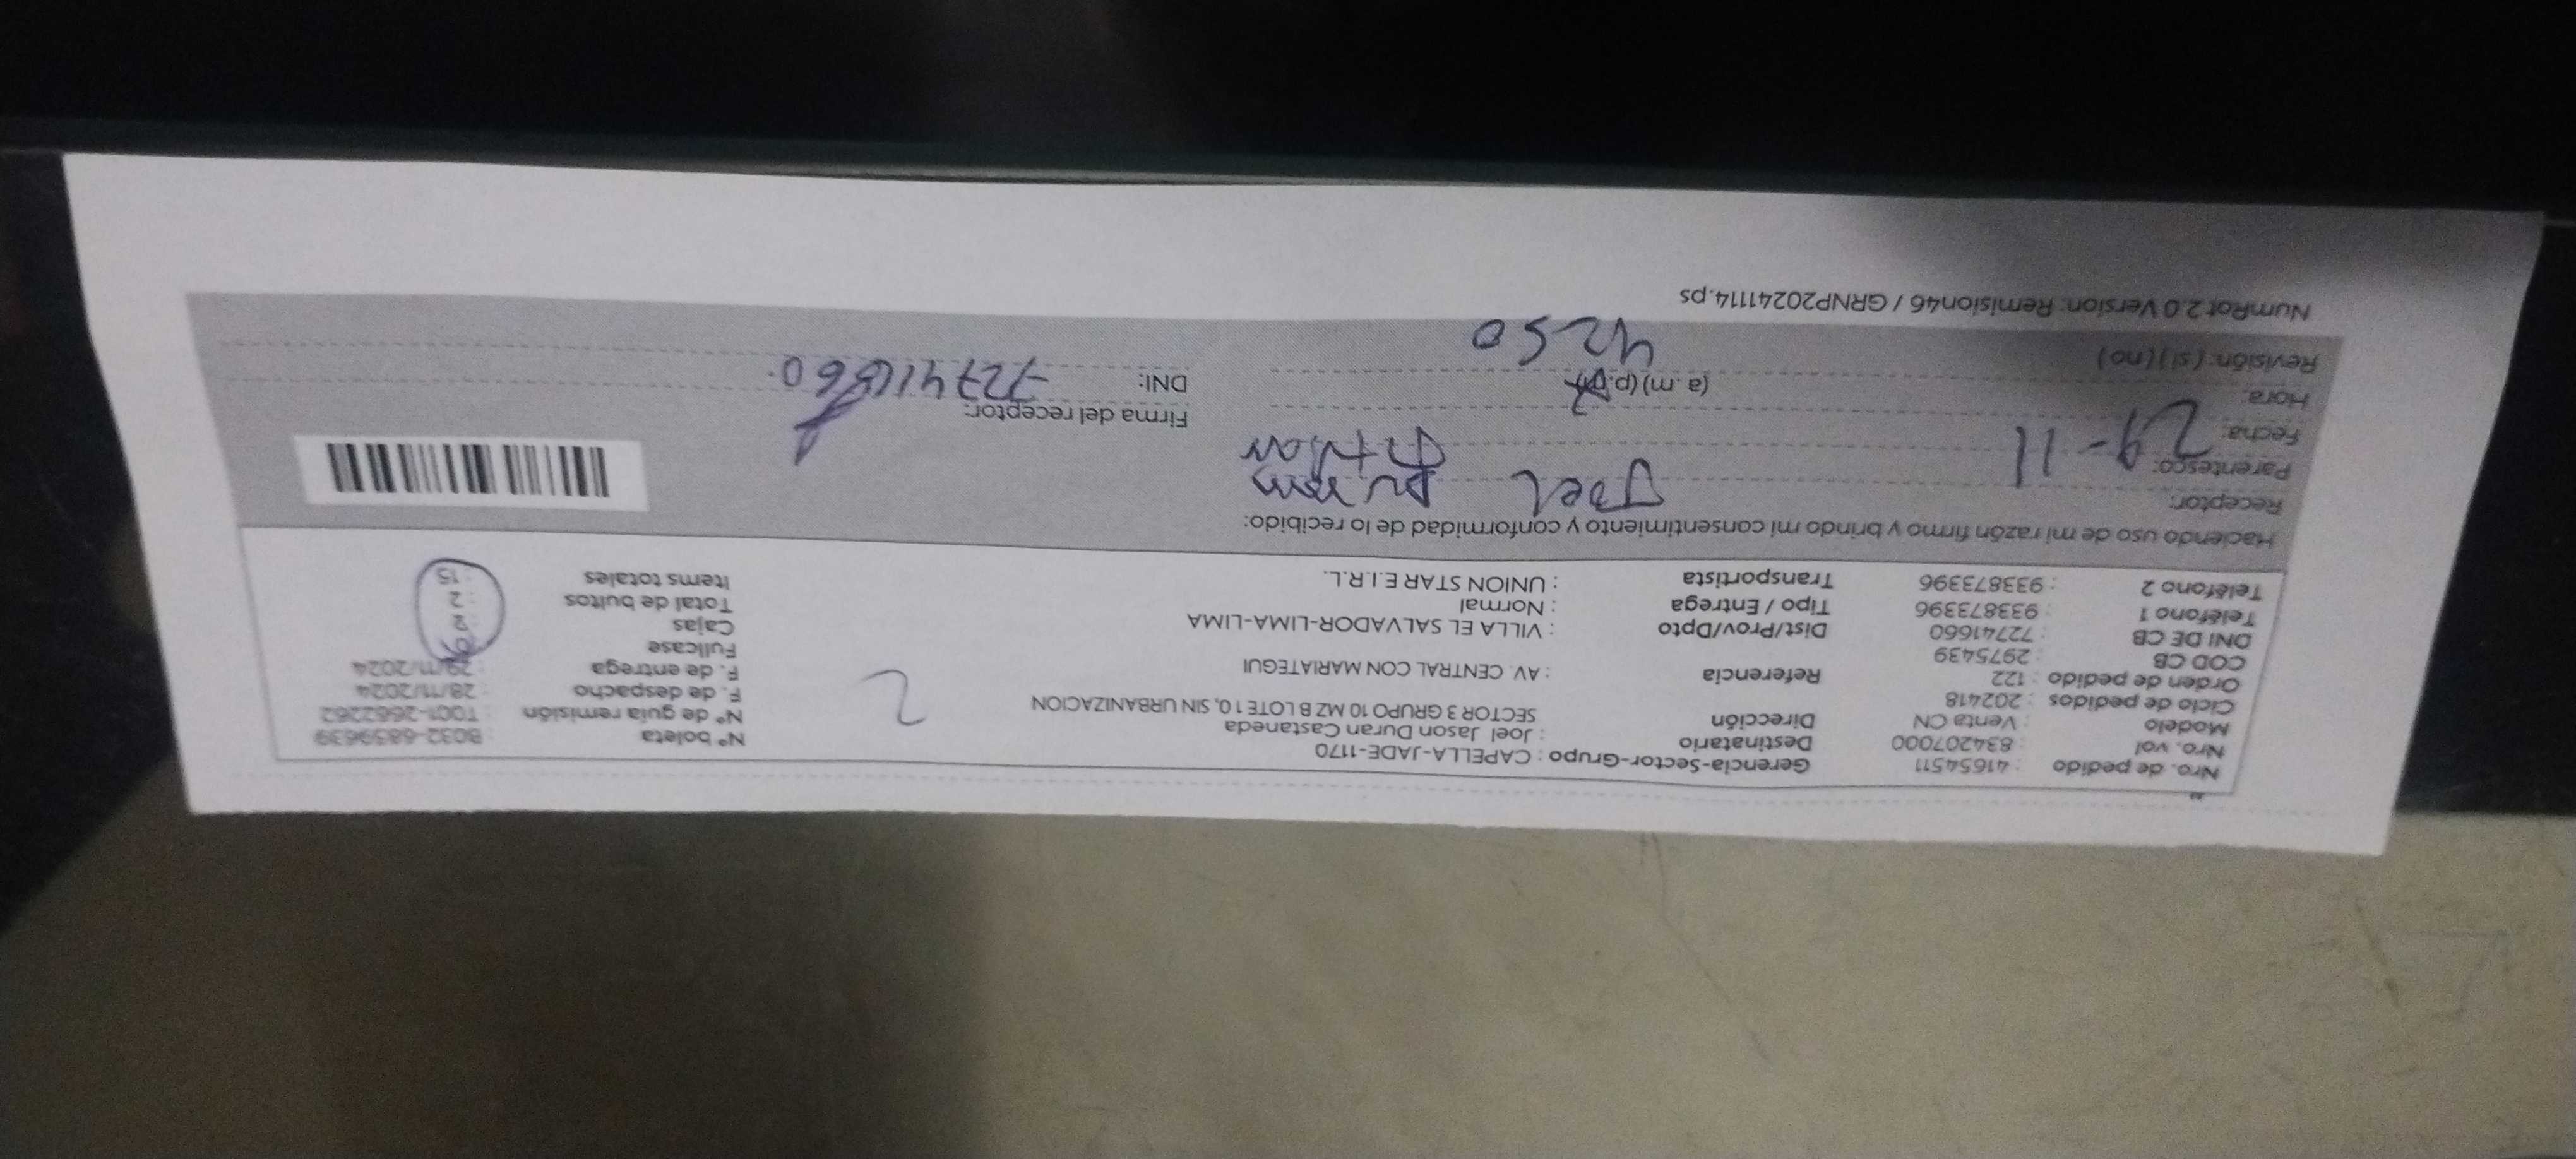 Nro. de pedido : 41654511 Gerencia-Sector-Grupo : CAPELLA-JADE-1170 N° boleta : B032-6859639
Nro. vol : 834207000 Destinatario : Joel Jason Duran Castaneda N° de guía remisión : T001-2662262
Modelo : Venta CN Dirección SECTOR 3 GRUPO 10 MZ B LOTE 10, SIN URBANIZACION F. de despacho : 28/11/2024
Ciclo de pedidos : 202418 F. de entrega : 29/11/2024
Orden de pedido : 122 Referencia : AV. CENTRAL CON MARIATEGUI 2 Fullcase
COD CB : 2975439 Cajas : 2
DNI DE CB : 72741660 Dist/Prov/Dpto : VILLA EL SALVADOR-LIMA-LIMA Total de bultos : 2
Teléfono 1 : 933873396 Tipo / Entrega : Normal Items totales : 15
Teléfono 2 : 933873396 Transportista : UNION STAR E.I.R.L.
Haciendo uso de mi razón firmo y brindo mi consentimiento y conformidad de lo recibido:
Receptor: Joel Duran
Parentesco: Titular
Fecha: 29-11 Firma del receptor:
Hora: (a.m) (p.m) DNI: 72741660
Revisión: (si) (no) 4250
NumRot 2.0 Version: Remision46 / GRNP20241114.ps